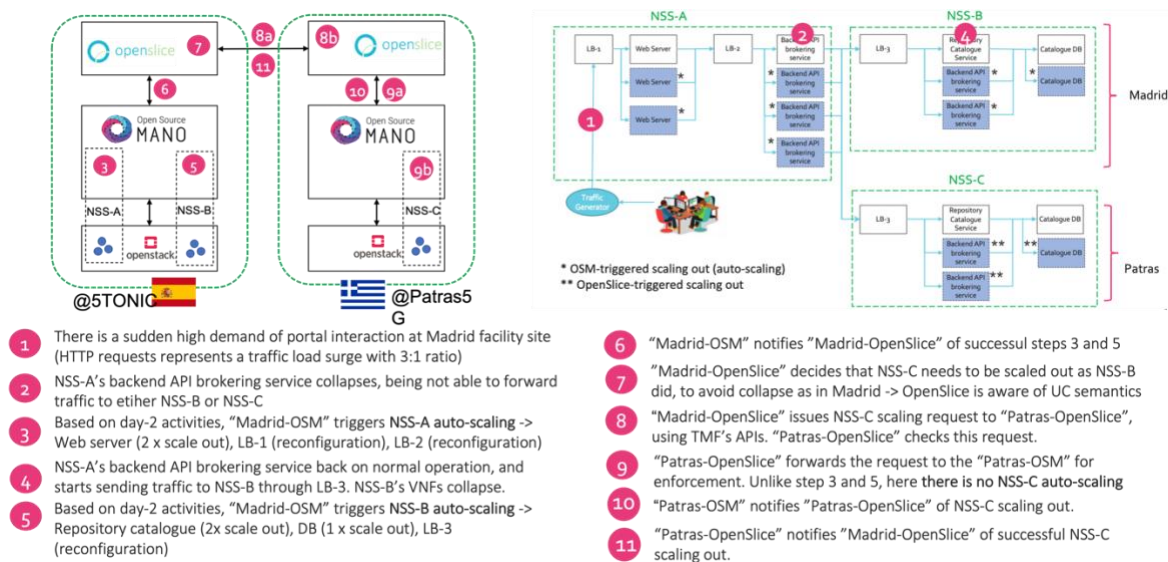 openslice
7
8a
11
8b
openslice
6
10
9a
Open Source
MANO
Open Source
MANO
3
5
9b
NSS-A
NSS-B
NSS-C
openstack
openstack
@5TONIC
@Patras5
G
NSS-A
LB-1
Web Server
LB-2
2
Backend API
brokering
service
Web Server
*
*
Backend API
brokering
service
Web Server
*
*
Backend API
brokering
service
*
Backend API
brokering
service
1
Traffic
Generator
NSS-B
LB-3
4
Repository
Catalogue
Service
Catalogue DB
Backend API
brokering
service
*
*
Catalogue DB
Backend API
brokering
service
*
Madrid
NSS-C
LB-3
Repository
Catalogue
Service
Catalogue DB
Backend API
brokering
service
**
**
Catalogue DB
Backend API
brokering
service
**
Patras
* OSM-triggered scaling out (auto-scaling)
** OpenSlice-triggered scaling out
1 There is a sudden high demand of portal interaction at Madrid facility site
(HTTP requests represents a traffic load surge with 3:1 ratio)
2 NSS-A's backend API brokering service collapses, being not able to forward
traffic to etiher NSS-B or NSS-C
3 Based on day-2 activities, "Madrid-OSM" triggers NSS-A auto-scaling ->
Web server (2 x scale out), LB-1 (reconfiguration), LB-2 (reconfiguration)
4 NSS-A's backend API brokering service back on normal operation, and
starts sending traffic to NSS-B through LB-3. NSS-B's VNFs collapse.
5 Based on day-2 activities, "Madrid-OSM" triggers NSS-B auto-scaling ->
Repository catalogue (2x scale out), DB (1 x scale out), LB-3
(reconfiguration)
6 "Madrid-OSM" notifies "Madrid-OpenSlice" of successul steps 3 and 5
7 "Madrid-OpenSlice" decides that NSS-C needs to be scaled out as NSS-B
did, to avoid collapse as in Madrid -> OpenSlice is aware of UC semantics
8 "Madrid-OpenSlice" issues NSS-C scaling request to "Patras-OpenSlice",
using TMF's APIs. "Patras-OpenSlice" checks this request.
9 "Patras-OpenSlice" forwards the request to the "Patras-OSM" for
enforcement. Unlike step 3 and 5, here there is no NSS-C auto-scaling
10 "Patras-OSM" notifies "Patras-OpenSlice" of NSS-C scaling out.
11 "Patras-OpenSlice" notifies "Madrid-OpenSlice" of successful NSS-C
scaling out.